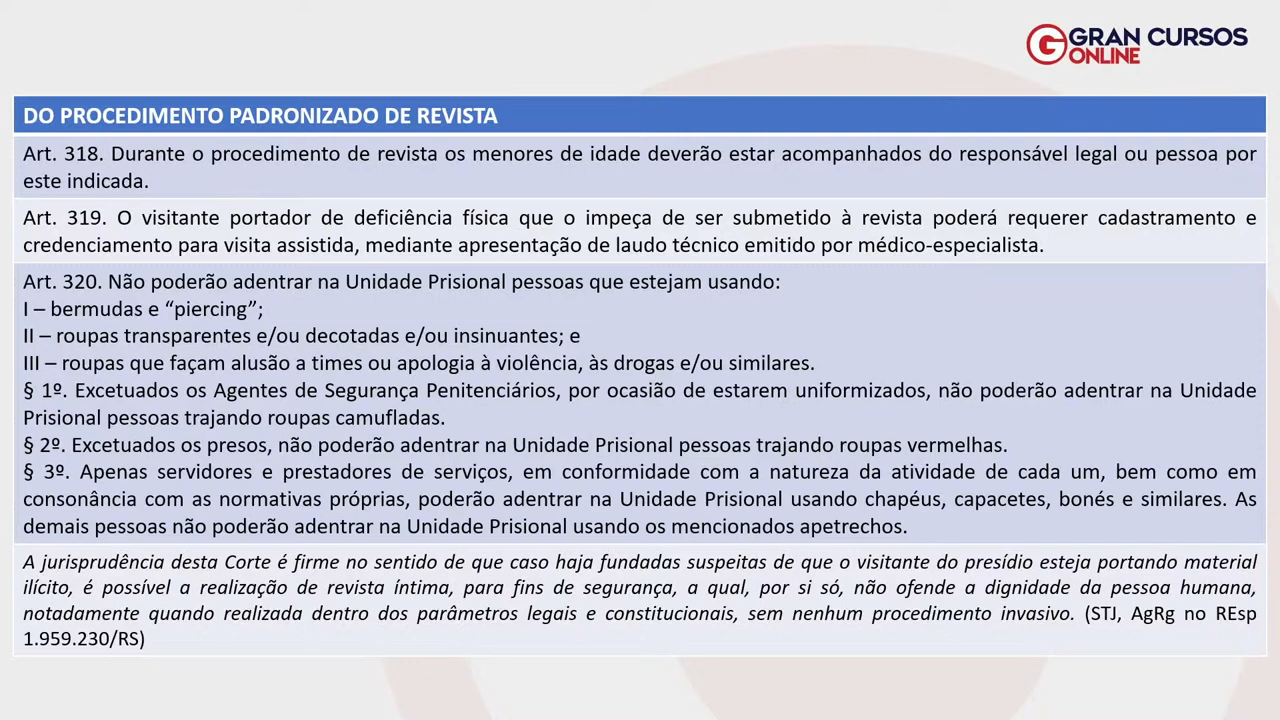 GRAN CURSOS
ONLINE
DO PROCEDIMENTO PADRONIZADO DE REVISTA
Art. 318. Durante o procedimento de revista os menores de idade deverão estar acompanhados do responsável legal ou pessoa por
este indicada.
Art. 319. O visitante portador de deficiência física que o impeça de ser submetido à revista poderá requerer cadastramento e
credenciamento para visita assistida, mediante apresentação de laudo técnico emitido por médico-especialista.
Art. 320. Não poderão adentrar na Unidade Prisional pessoas que estejam usando:
I – bermudas e “piercing”;
II – roupas transparentes e/ou decotadas e/ou insinuantes; e
III – roupas que façam alusão a times ou apologia à violência, às drogas e/ou similares.
§ 1º. Excetuados os Agentes de Segurança Penitenciários, por ocasião de estarem uniformizados, não poderão adentrar na Unidade
Prisional pessoas trajando roupas camufladas.
§ 2º. Excetuados os presos, não poderão adentrar na Unidade Prisional pessoas trajando roupas vermelhas.
§ 3º. Apenas servidores e prestadores de serviços, em conformidade com a natureza da atividade de cada um, bem como em
consonância com as normativas próprias, poderão adentrar na Unidade Prisional usando chapéus, capacetes, bonés e similares. As
demais pessoas não poderão adentrar na Unidade Prisional usando os mencionados apetrechos.
A jurisprudência desta Corte é firme no sentido de que caso haja fundadas suspeitas de que o visitante do presídio esteja portando material
ilícito, é possível a realização de revista íntima, para fins de segurança, a qual, por si só, não ofende a dignidade da pessoa humana,
notadamente quando realizada dentro dos parâmetros legais e constitucionais, sem nenhum procedimento invasivo. (STJ, AgRg no REsp
1.959.230/RS)